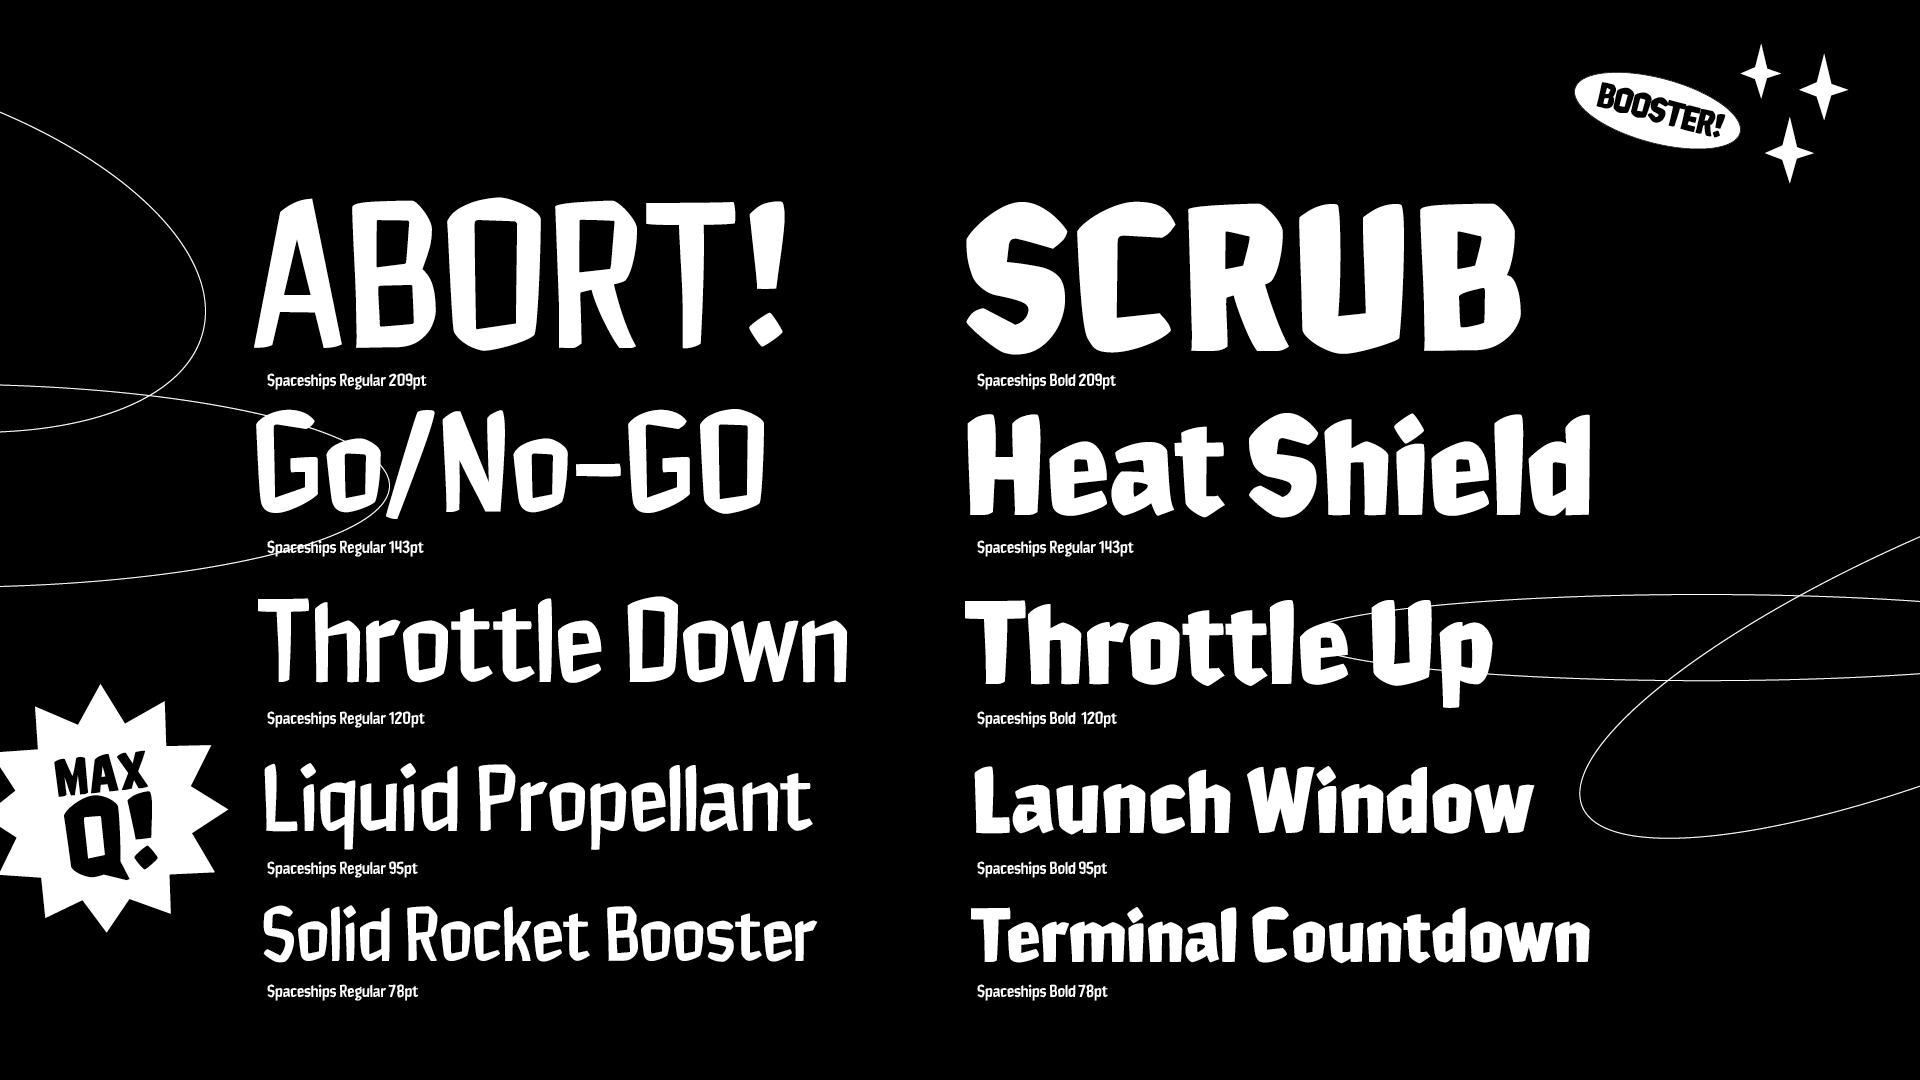 BOOSTER!
ABORT!
Spaceships Regular 209pt
Go/No-GO
Spaceships Regular 143pt
Throttle Down
Spaceships Regular 120pt
Liquid Propellant
Spaceships Regular 95pt
Solid Rocket Booster
Spaceships Regular 78pt
SCRUB
Spaceships Bold 209pt
Heat Shield
Spaceships Regular 143pt
Throttle Up
Spaceships Bold 120pt
Launch Window
Spaceships Bold 95pt
Terminal Countdown
Spaceships Bold 78pt
MAX
Q!